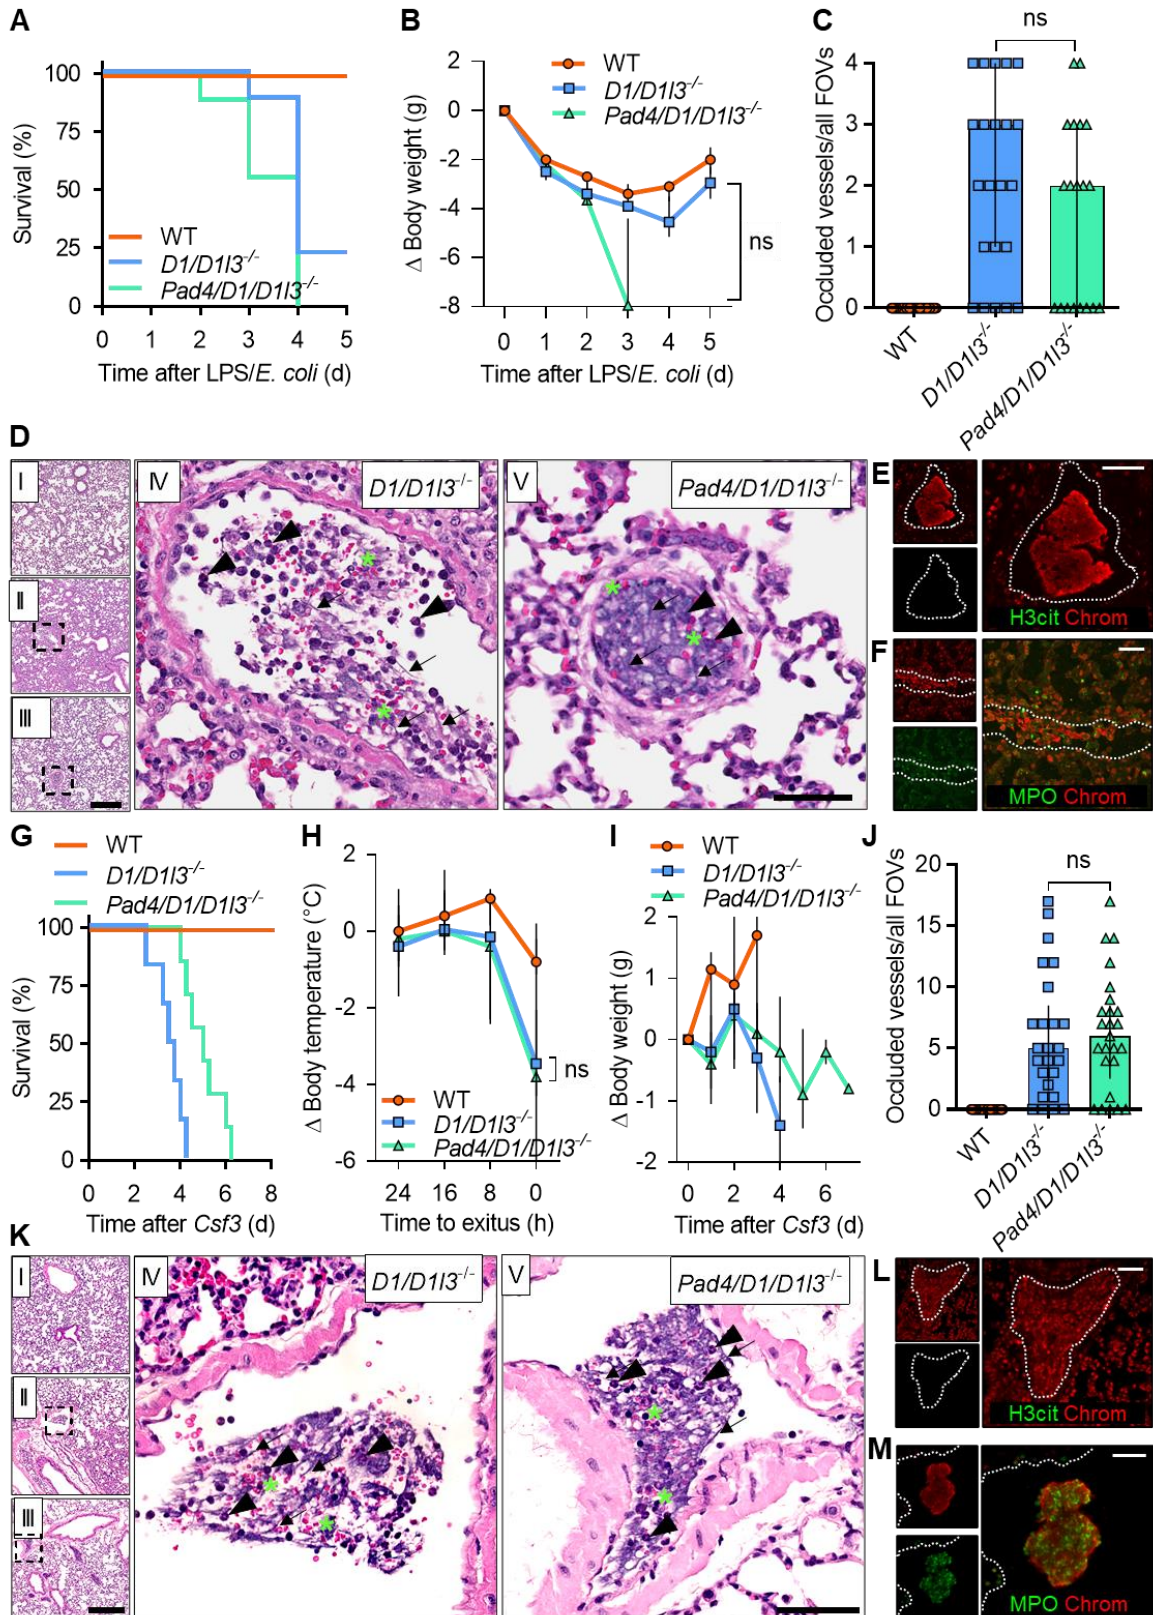 A
100
75
50
25
0
Survival (%)
WT
D1/D1l3-/-
Pad4/D1/D1l3-/-
0 1 2 3 4 5
Time after LPS/E. coli (d)
B
2
0
-2
-4
-6
-8
Δ Body weight (g)
WT
D1/D1l3-/-
Pad4/D1/D1l3-/-
ns
0 1 2 3 4 5
Time after LPS/E. coli (d)
C
ns
4
3
2
1
0
Occluded vessels/all FOVs
WT
D1/D1l3-/-
Pad4/D1/D1l3-/-
D
I
II
III
IV
D1/D1l3-/-
*
*
V
Pad4/D1/D1l3-/-
*
*
E
H3cit Chrom
F
MPO Chrom
G
WT
D1/D1l3-/-
Pad4/D1/D1l3-/-
100
75
50
25
0
Survival (%)
0 2 4 6 8
Time after Csf3 (d)
H
2
0
-2
-4
-6
Δ Body temperature (°C)
ns
WT
D1/D1l3-/-
Pad4/D1/D1l3-/-
24 16 8 0
Time to exitus (h)
I
WT
D1/D1l3-/-
Pad4/D1/D1l3-/-
2
1
0
-1
-2
Δ Body weight (g)
0 2 4 6
Time after Csf3 (d)
J
ns
20
15
10
5
0
Occluded vessels/all FOVs
WT
D1/D1l3-/-
Pad4/D1/D1l3-/-
K
I
II
III
IV
D1/D1l3-/-
*
*
V
Pad4/D1/D1l3-/-
*
*
L
H3cit Chrom
M
MPO Chrom